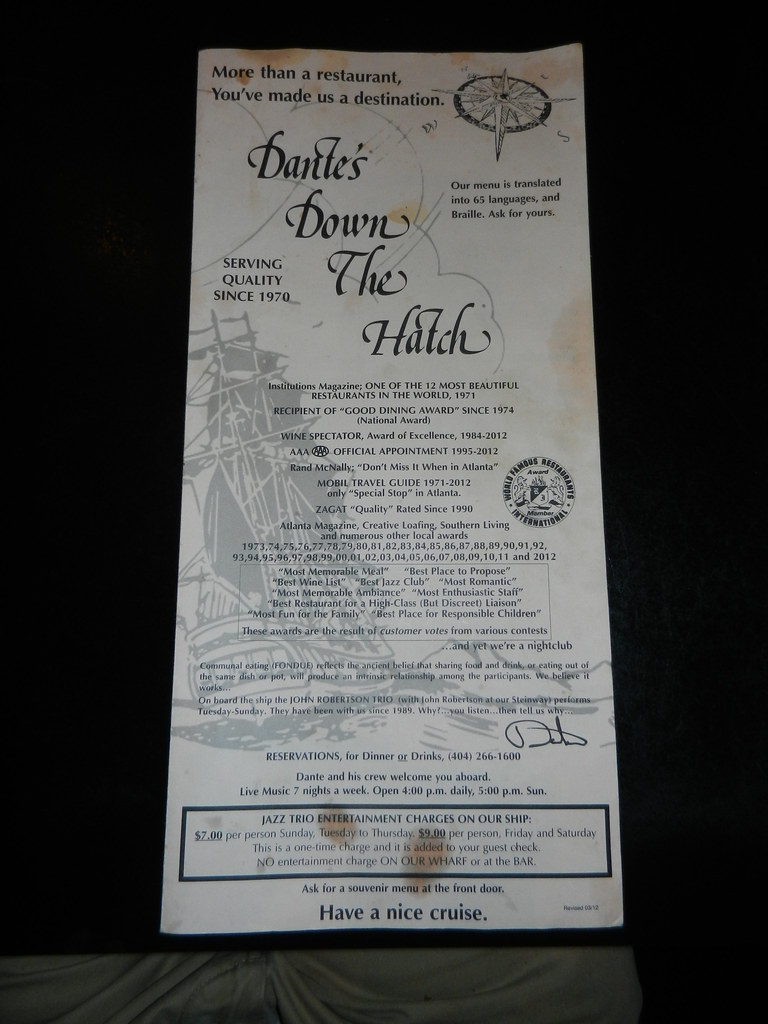 More than a restaurant,
You've made us a destination.
Dante's
Down
The
Hatch
Our menu is translated
into 65 languages, and
Braille. Ask for yours.
SERVING
QUALITY
SINCE 1970
Institutions Magazine; ONE OF THE 12 MOST BEAUTIFUL
RESTAURANTS IN THE WORLD, 1971
RECIPIENT OF "GOOD DINING AWARD" SINCE 1974
(National Award)
WINE SPECTATOR, Award of Excellence, 1984-2012
AAA AAA OFFICIAL APPOINTMENT 1995-2012
Rand McNally; "Don't Miss It When in Atlanta"
MOBIL TRAVEL GUIDE 1971-2012
only "Special Stop" in Atlanta.
ZAGAT "Quality" Rated Since 1990
WORLD FAMOUS RESTAURANTS
Award
Member
INTERNATIONAL
Atlanta Magazine, Creative Loafing, Southern Living
and numerous other local awards
1973,74,75,76,77,78,79,80,81,82,83,84,85,86,87,88,89,90,91,92,
93,94,95,96,97,98,99,00,01,02,03,04,05,06,07,08,09,10,11 and 2012
"Most Memorable Meal" "Best Place to Propose"
"Best Wine List" "Best Jazz Club" "Most Romantic"
"Most Memorable Ambiance" "Most Enthusiastic Staff"
"Best Restaurant for a High-Class (But Discreet) Liaison"
"Most Fun for the Family" "Best Place for Responsible Children"
These awards are the result of customer votes from various contests
...and yet we're a nightclub
Communal eating (FONDUE) reflects the ancient belief that sharing food and drink, or eating out of
the same dish or pot, will produce an intrinsic relationship among the participants. We believe it
works...
On board the ship the JOHN ROBERTSON TRIO (with John Robertson at our Steinway) performs
Tuesday-Sunday. They have been with us since 1989. Why?...you listen...then tell us why...
RESERVATIONS, for Dinner or Drinks, (404) 266-1600
Dante and his crew welcome you aboard.
Live Music 7 nights a week. Open 4:00 p.m. daily, 5:00 p.m. Sun.
JAZZ TRIO ENTERTAINMENT CHARGES ON OUR SHIP:
$7.00 per person Sunday, Tuesday to Thursday, $9.00 per person, Friday and Saturday
This is a one-time charge and it is added to your guest check.
NO entertainment charge ON OUR WHARF or at the BAR.
Ask for a souvenir menu at the front door.
Have a nice cruise.
Revised 03/12